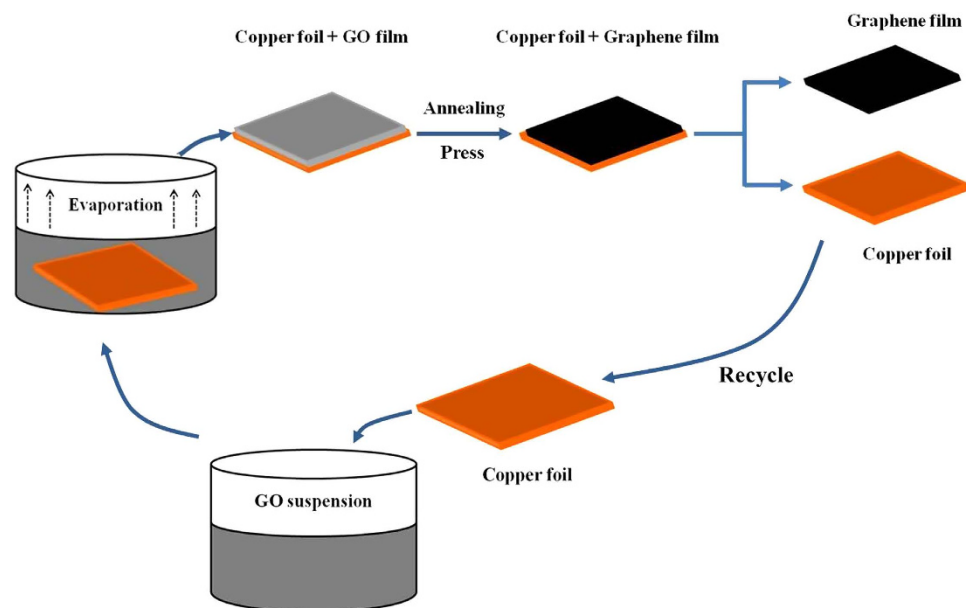 Graphene film
Copper foil + GO film
Copper foil + Graphene film
Annealing
Press
Evaporation
Copper foil
Recycle
Copper foil
GO suspension